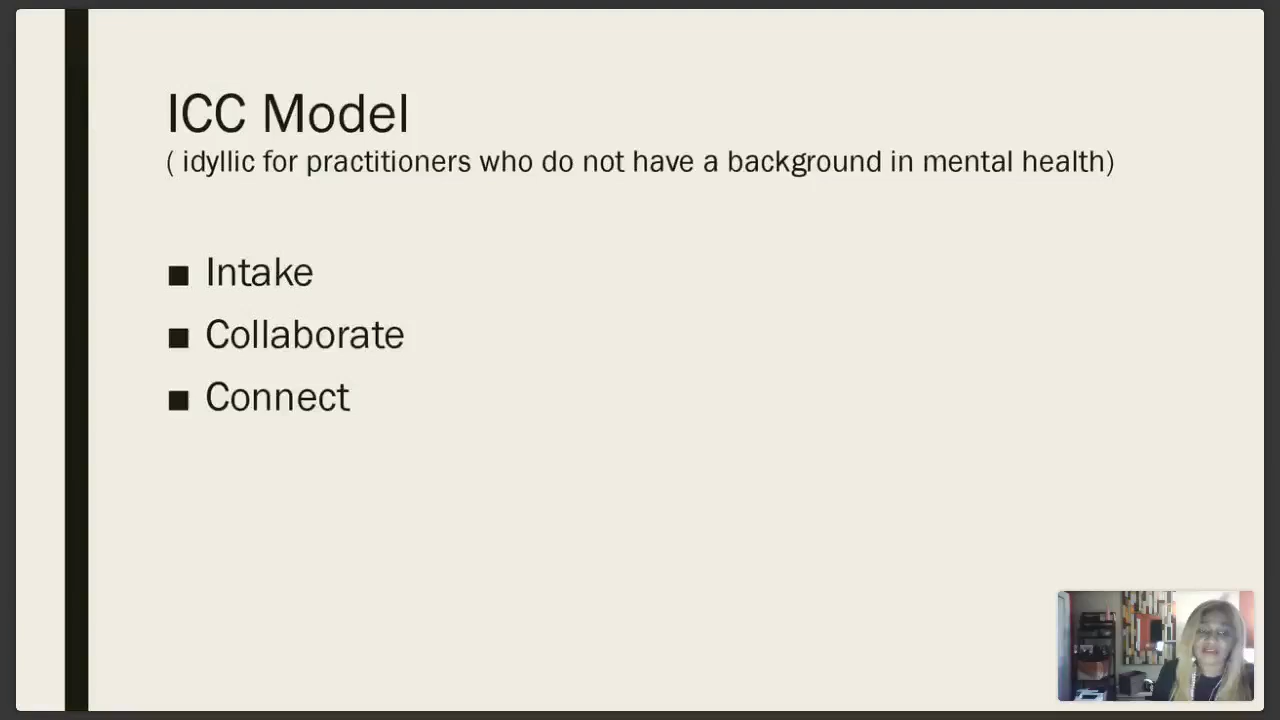 ICC Model
( idyllic for practitioners who do not have a background in mental health)
■ Intake
■ Collaborate
■ Connect